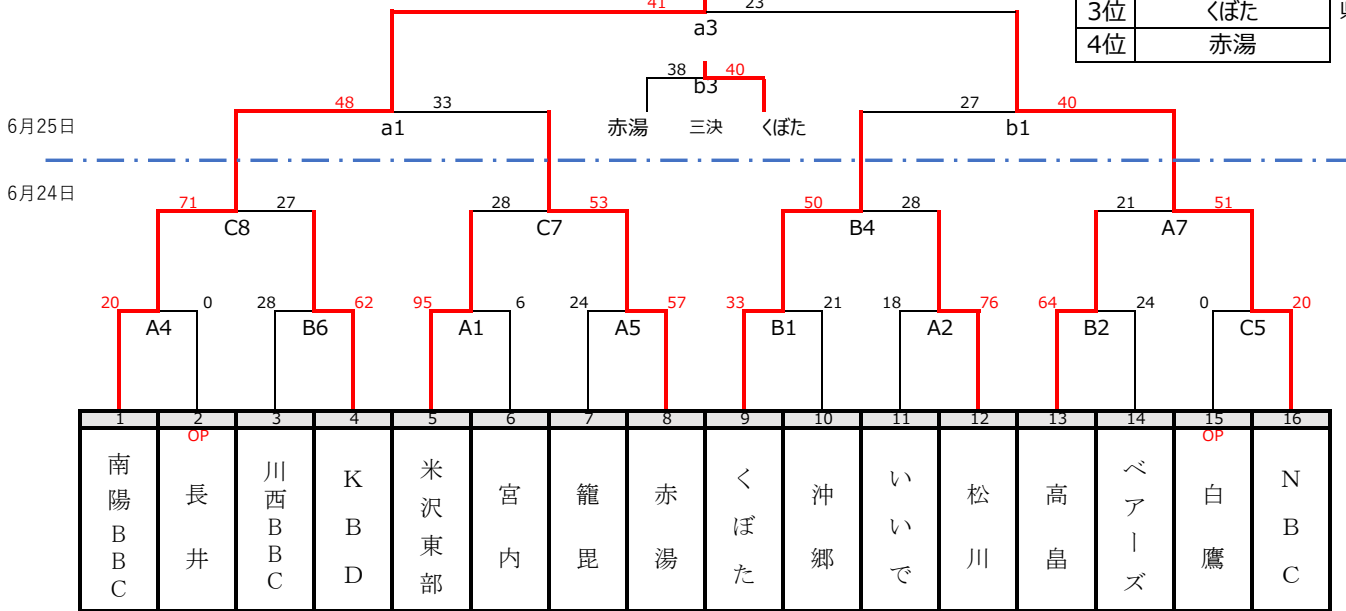 41 23
a3
3位 くぼた
4位 赤湯
38 40
b3
赤湯 三決 くぼた
48 33
a1
27 40
b1
6月25日
6月24日
71 27
C8
28 53
C7
50 28
B4
21 51
A7
20 0
A4
28 62
B6
95 6
A1
24 57
A5
33 21
B1
18 76
A2
64 24
B2
0 20
C5
1 2 3 4 5 6 7 8 9 10 11 12 13 14 15 16
OP OP
南陽BBC
長井
川西BBC
KBD
米沢東部
宮内
籠毘
赤湯
くぼた
沖郷
いいで
松川
高畠
ベアーズ
白鷹
NBC